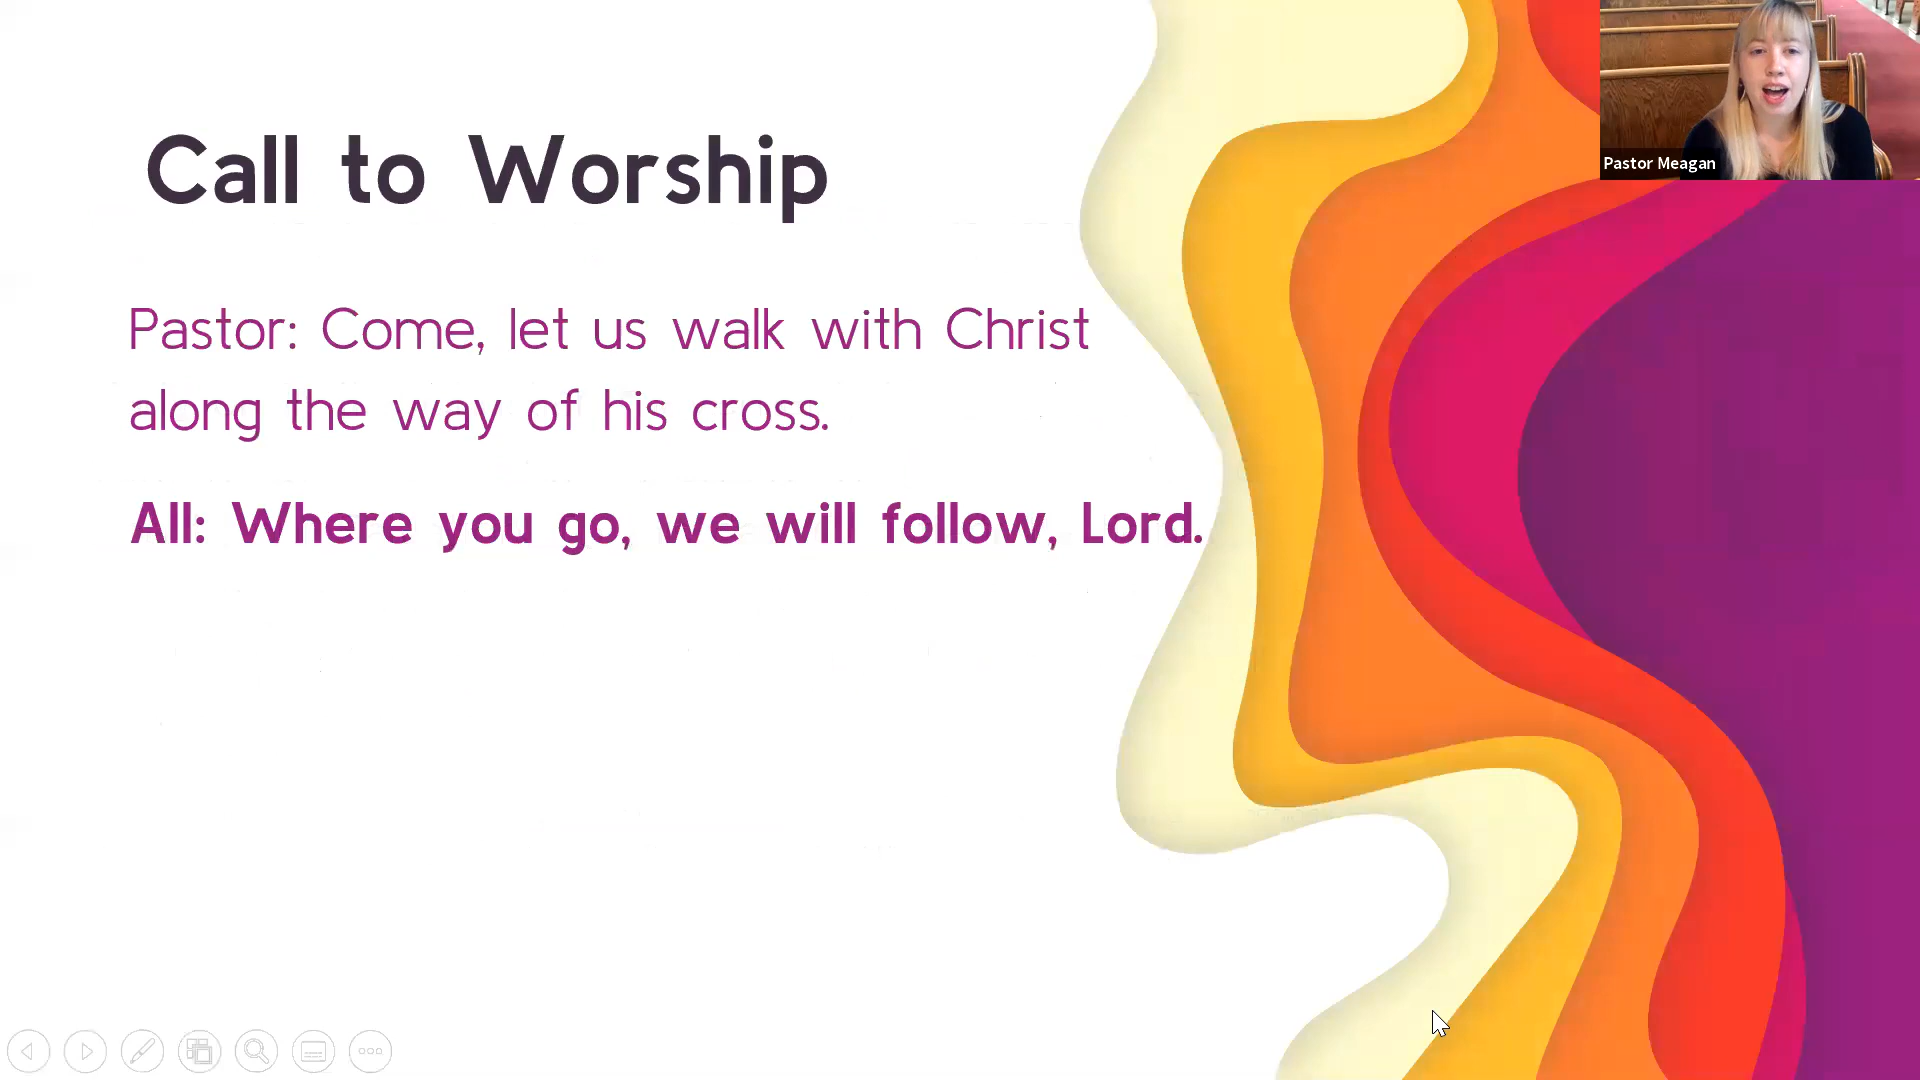 Call to Worship
Pastor: Come, let us walk with Christ
along the way of his cross.
All: Where you go, we will follow, Lord.
Pastor Meagan